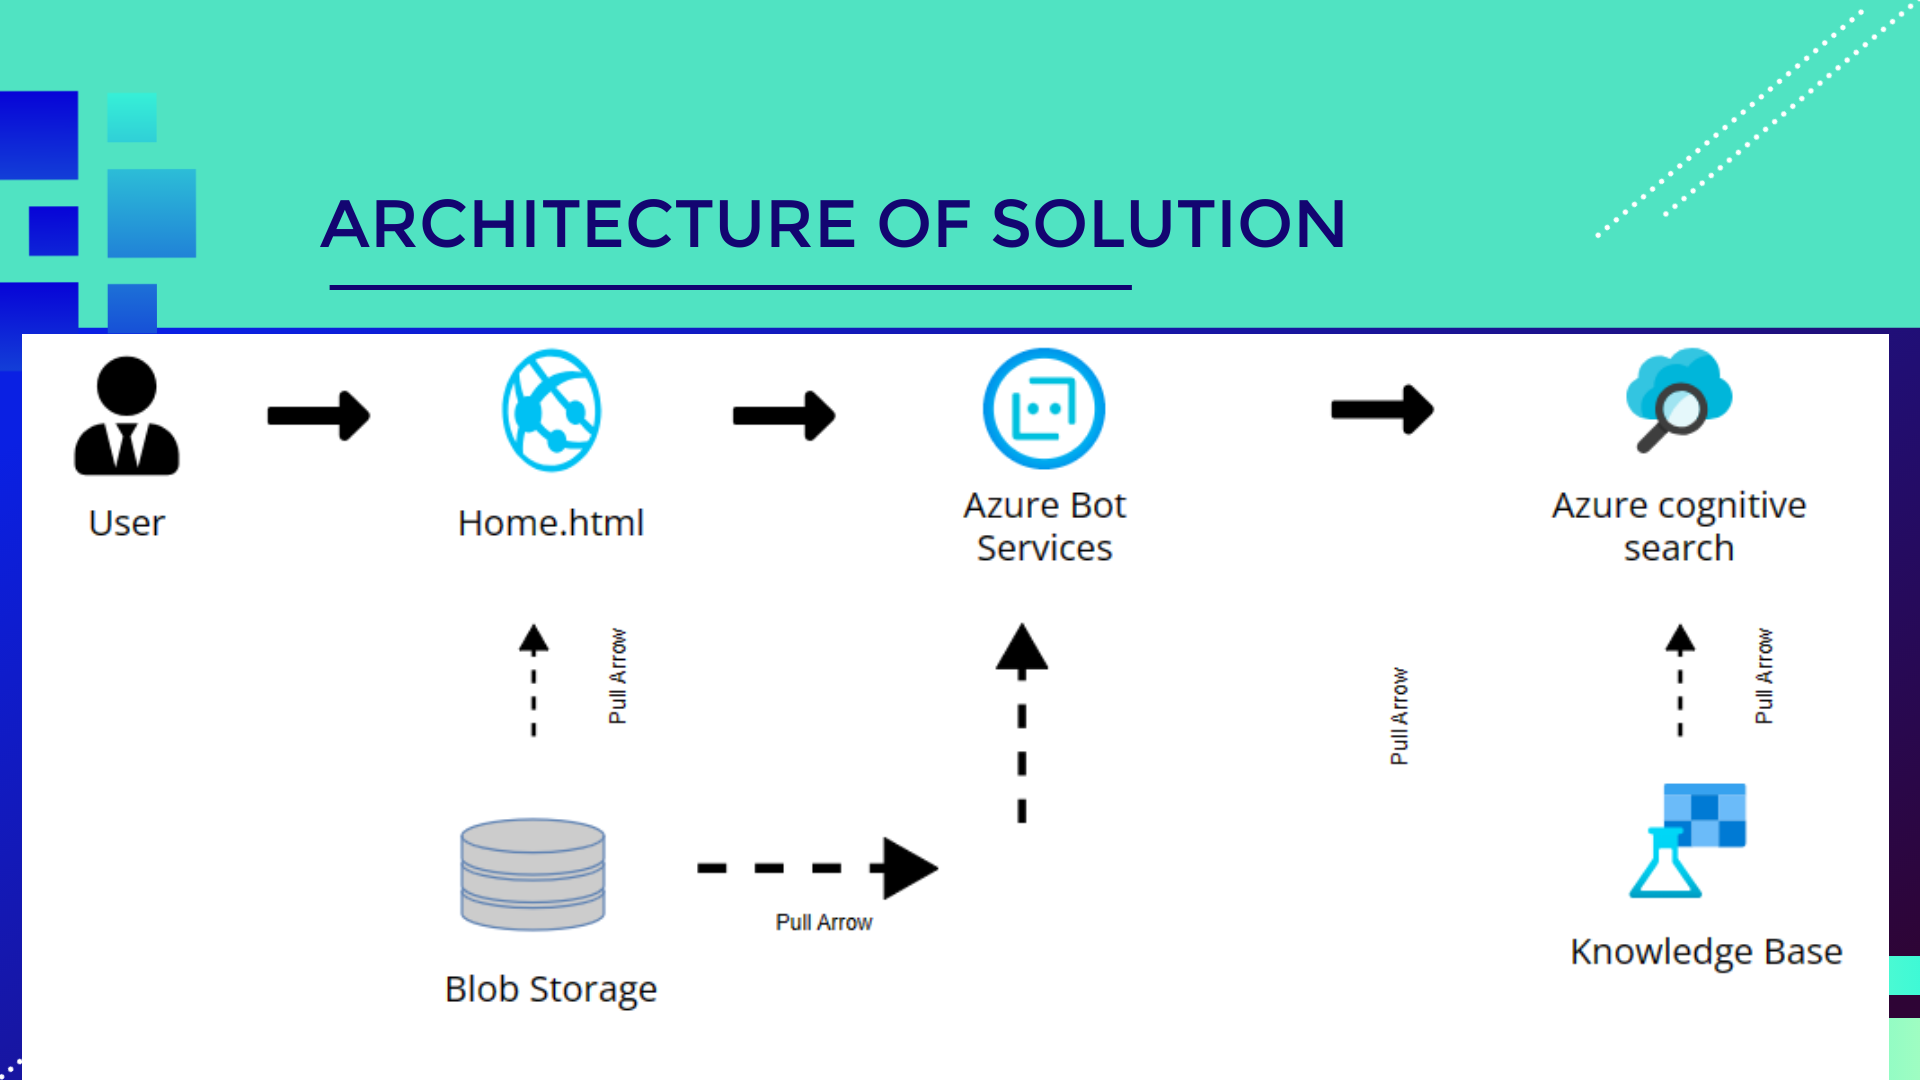 ARCHITECTURE OF SOLUTION
User
Home.html
Azure Bot
Services
Azure cognitive
search
Pull Arrow
Pull Arrow
Pull Arrow
Pull Arrow
Blob Storage
Knowledge Base